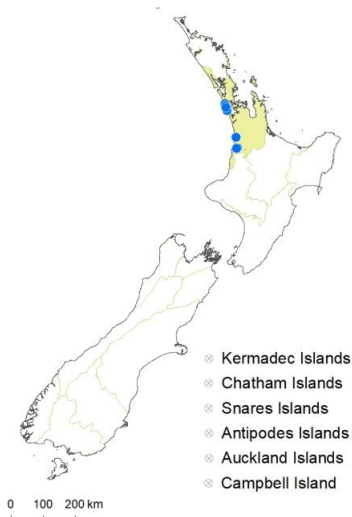 Kermadec Islands
Chatham Islands
Snares Islands
Antipodes Islands
Auckland Islands
Campbell Island
0 100 200 km